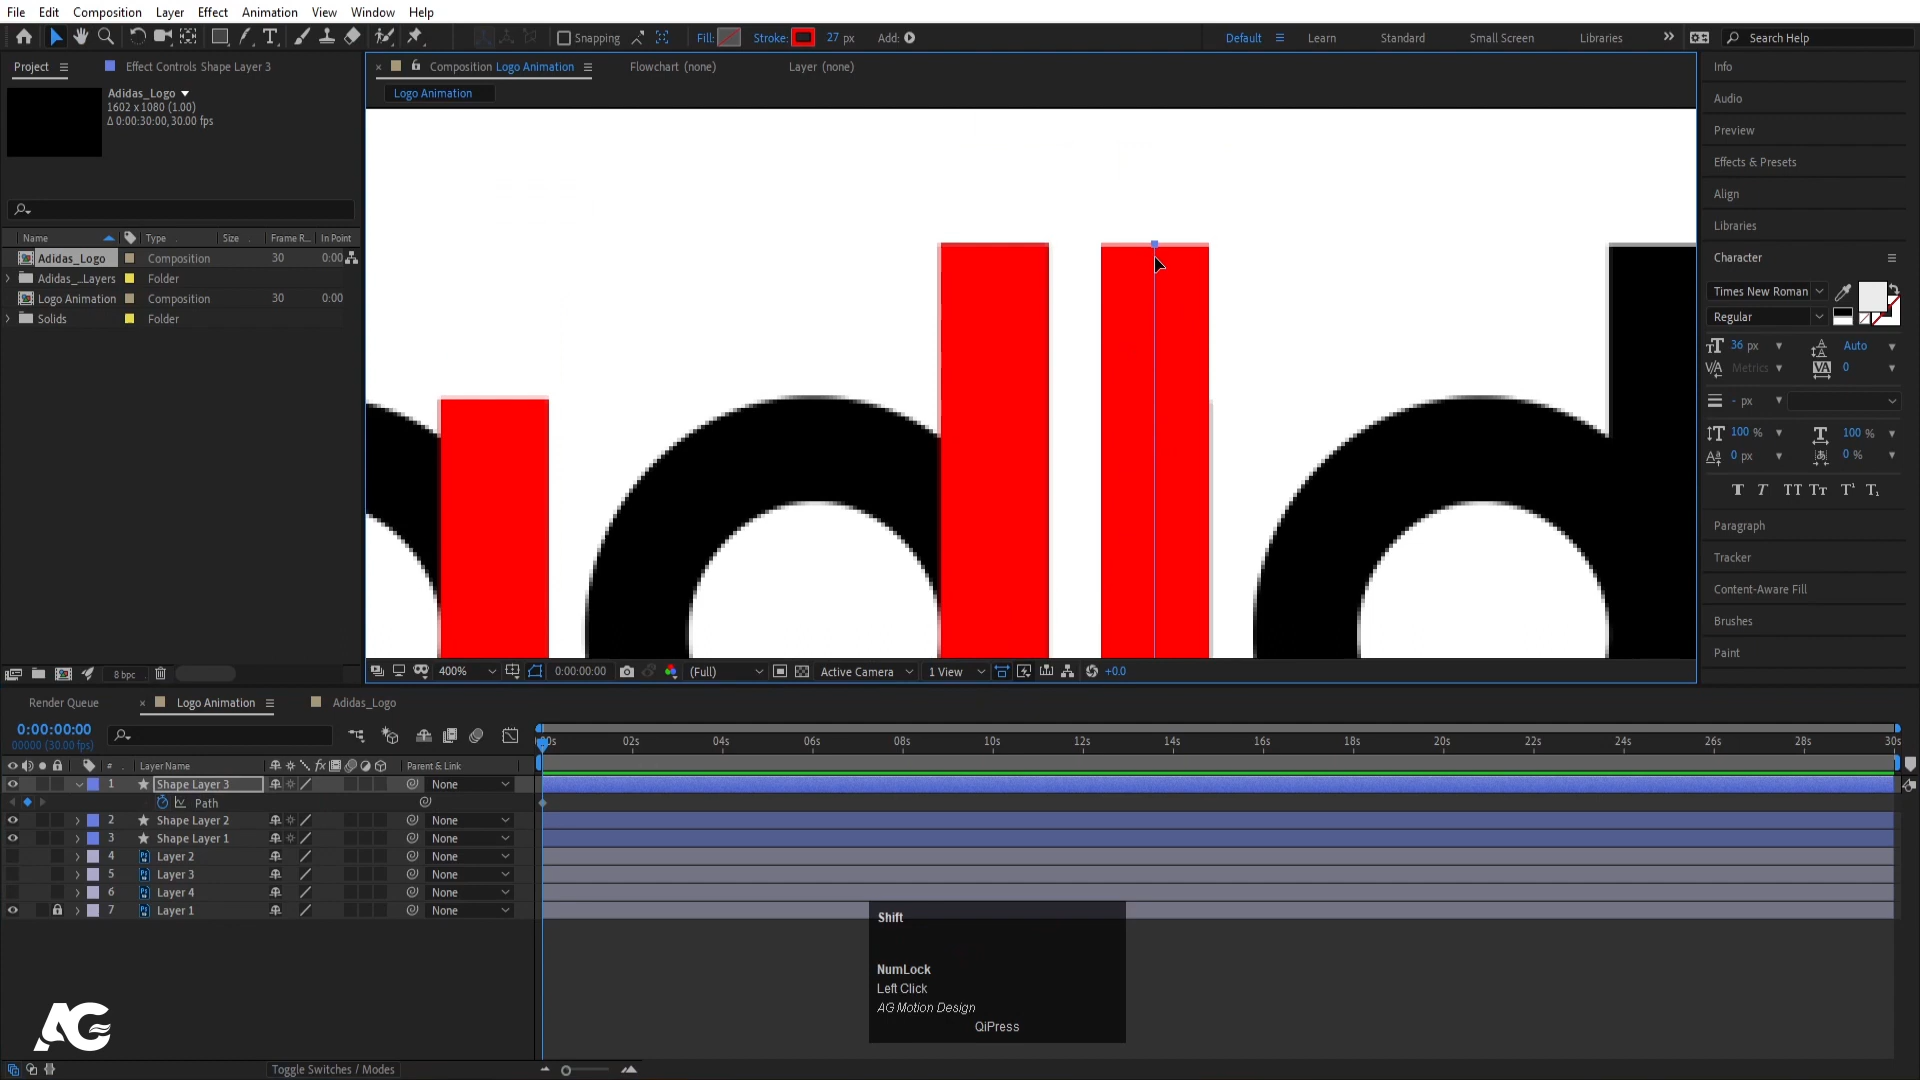 File Edit Composition Layer Effect Animation View Window Help
Snapping Fill: Stroke: 27 px Add: Default Learn Standard Small Screen Libraries Search Help
Project Effect Controls Shape Layer 3 Composition Logo Animation Flowchart (none) Layer (none) Info
Adidas_Logo Logo Animation
1602 x 1080 (1.00) Audio
Δ 0:00:30:00, 30.00 fps Preview
Effects & Presets
Align
Libraries
Name Type Size Frame R... In Point
Adidas_Logo Composition 30 0:00 Character
Adidas_...Layers Folder
Logo Animation Composition 30 0:00 Times New Roman
Solids Folder Regular
36 px Auto
Metrics 0
- px
100 % 100 %
0 px 0 %
T T TT Tt T¹ T₁
Paragraph
Tracker
Content-Aware Fill
Brushes
Paint
8 bpc 400% 0:00:00:00 (Full) Active Camera 1 View +0.0
Render Queue Logo Animation Adidas_Logo
0:00:00:00
00000 (30.00 fps) 02s 04s 06s 08s 10s 12s 14s 16s 18s 20s 22s 24s 26s 28s 30s
# Layer Name fx Parent & Link
1 Shape Layer 3 None
Path
2 Shape Layer 2 None
3 Shape Layer 1 None
4 Layer 2 None
5 Layer 3 None
6 Layer 4 None
7 Layer 1 None
Shift
NumLock
Left Click
AG Motion Design
QiPress
AG
Toggle Switches / Modes